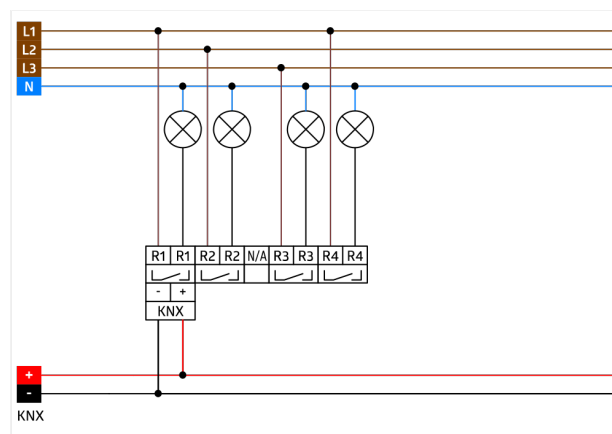 L1
L2
L3
N
R1 R1 R2 R2 N/A R3 R3 R4 R4
- +
KNX
+
-
KNX